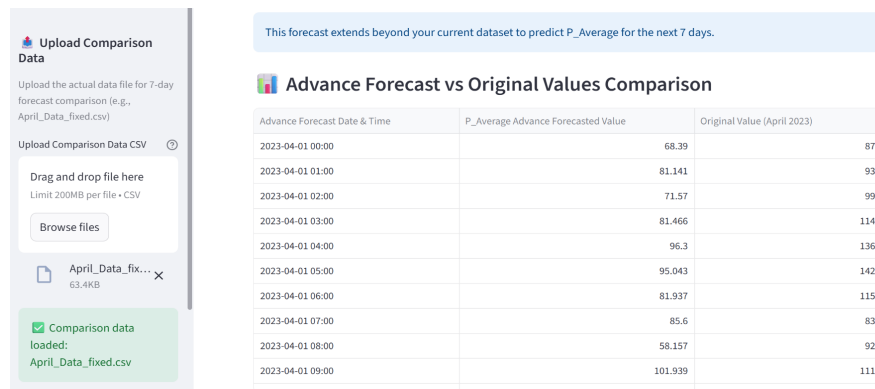 Upload Comparison
Data
Upload the actual data file for 7-day
forecast comparison (e.g.,
April_Data_fixed.csv)
Upload Comparison Data CSV
Drag and drop file here
Limit 200MB per file • CSV
Browse files
April_Data_fix...
63.4KB
Comparison data
loaded:
April_Data_fixed.csv
This forecast extends beyond your current dataset to predict P_Average for the next 7 days.
Advance Forecast vs Original Values Comparison
Advance Forecast Date & Time P_Average Advance Forecasted Value Original Value (April 2023)
2023-04-01 00:00 68.39 87
2023-04-01 01:00 81.141 93
2023-04-01 02:00 71.57 99
2023-04-01 03:00 81.466 114
2023-04-01 04:00 96.3 136
2023-04-01 05:00 95.043 142
2023-04-01 06:00 81.937 115
2023-04-01 07:00 85.6 83
2023-04-01 08:00 58.157 92
2023-04-01 09:00 101.939 111